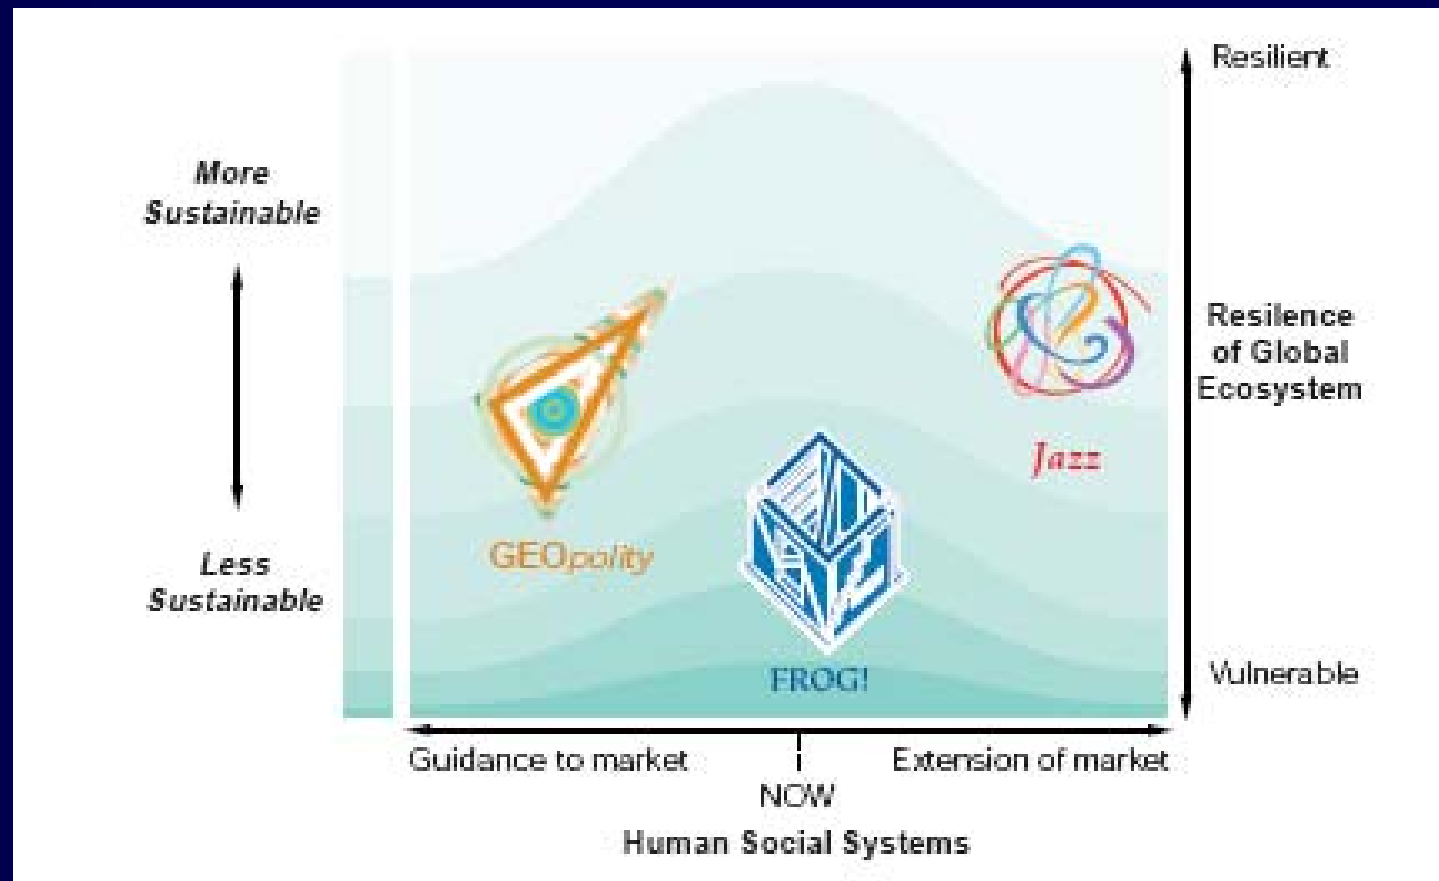 Resilient
More
Sustainable
Resilence
of Global
Ecosystem
Jazz
GEOpolity
Less
Sustainable
FROG!
Vulnerable
Guidance to market
Extension of market
NOW
Human Social Systems